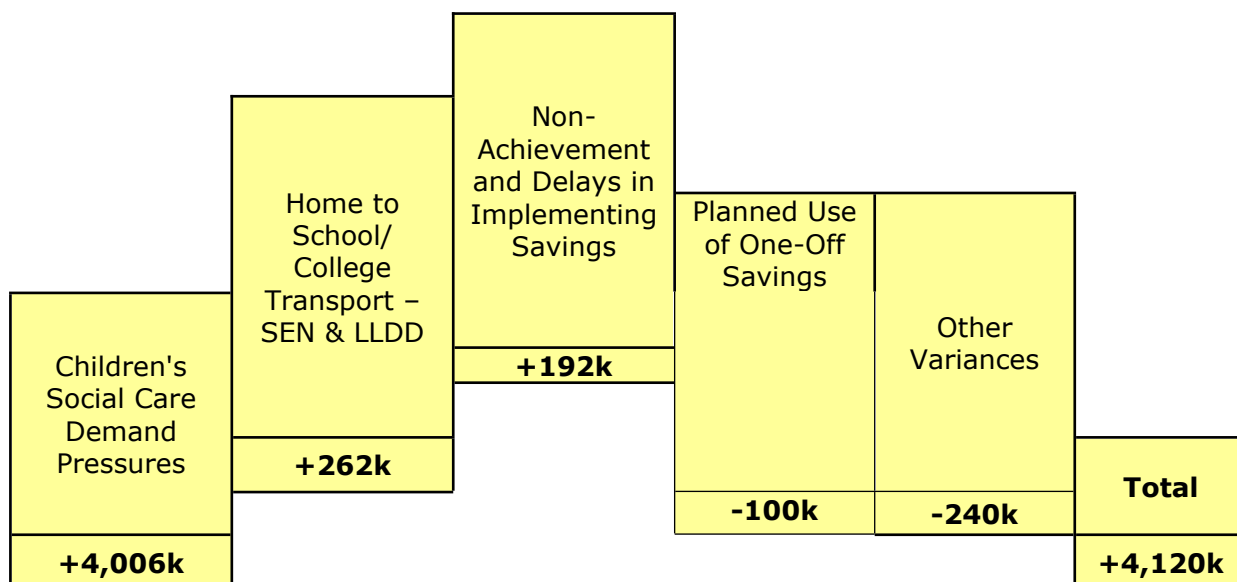 Children's
Social Care
Demand
Pressures
+4,006k
Home to
School/
College
Transport –
SEN & LLDD
+262k
Non-
Achievement
and Delays in
Implementing
Savings
+192k
Planned Use
of One-Off
Savings
-100k
Other
Variances
-240k
Total
+4,120k